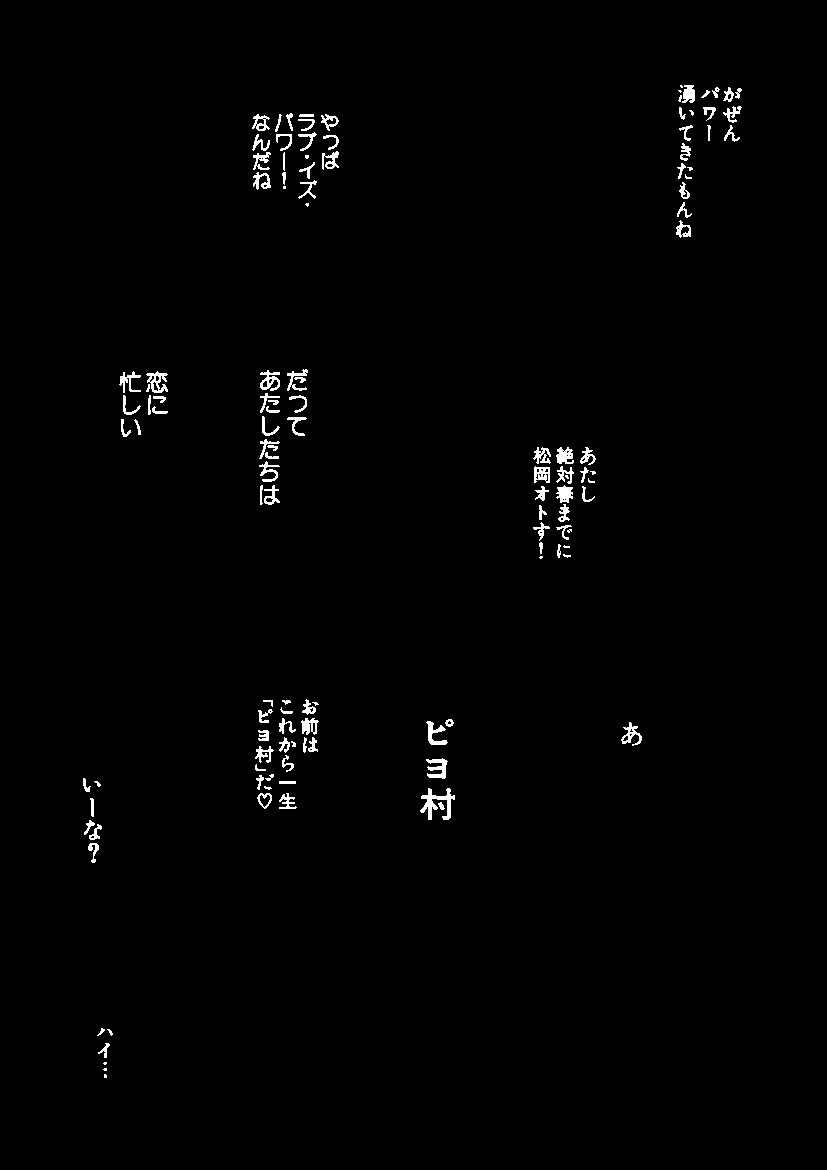 がぜん
パワー
湧いてきたもんね
やっぱ
ラブ・イズ・
パワー!
なんだね
あたし
絶対春までに
松岡オトす!
だって
あたしたちは
恋に
忙しい
あ
ピヨ村
お前は
これから一生
「ピヨ村」だ♡
いーな?
ハイ…